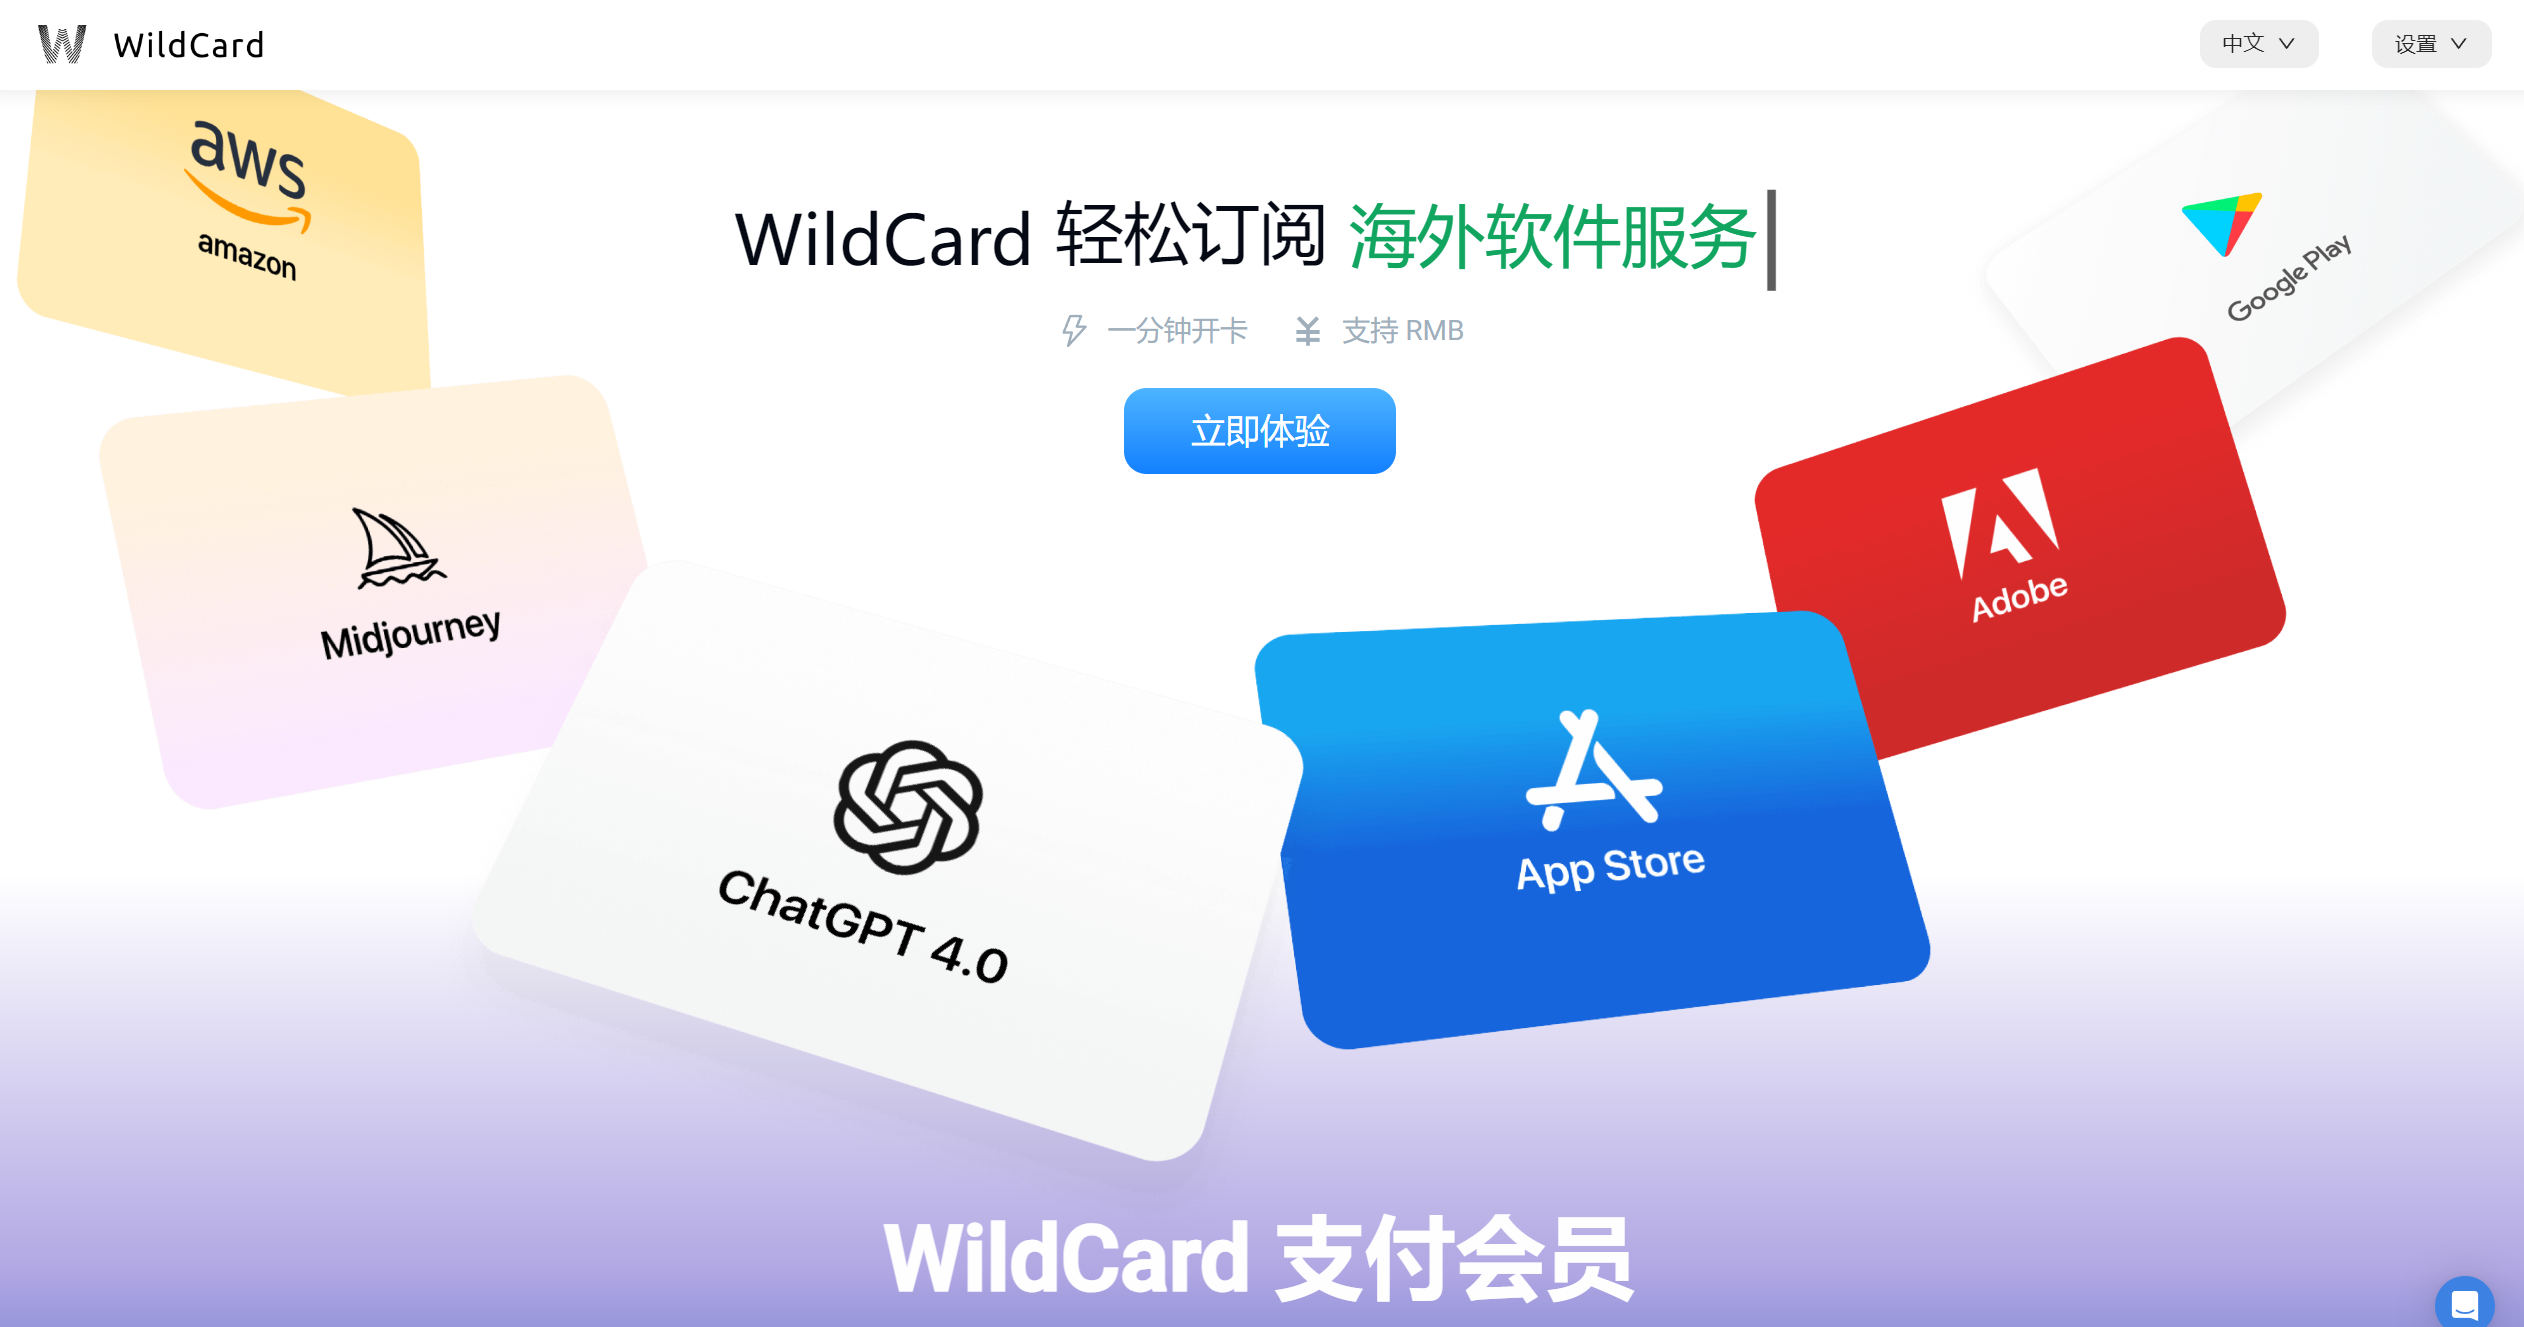 WildCard
中文
设置
aws
amazon
Google Play
WildCard 轻松订阅 海外软件服务
一分钟开卡
支持 RMB
立即体验
Midjourney
Adobe
ChatGPT 4.0
App Store
WildCard 支付会员